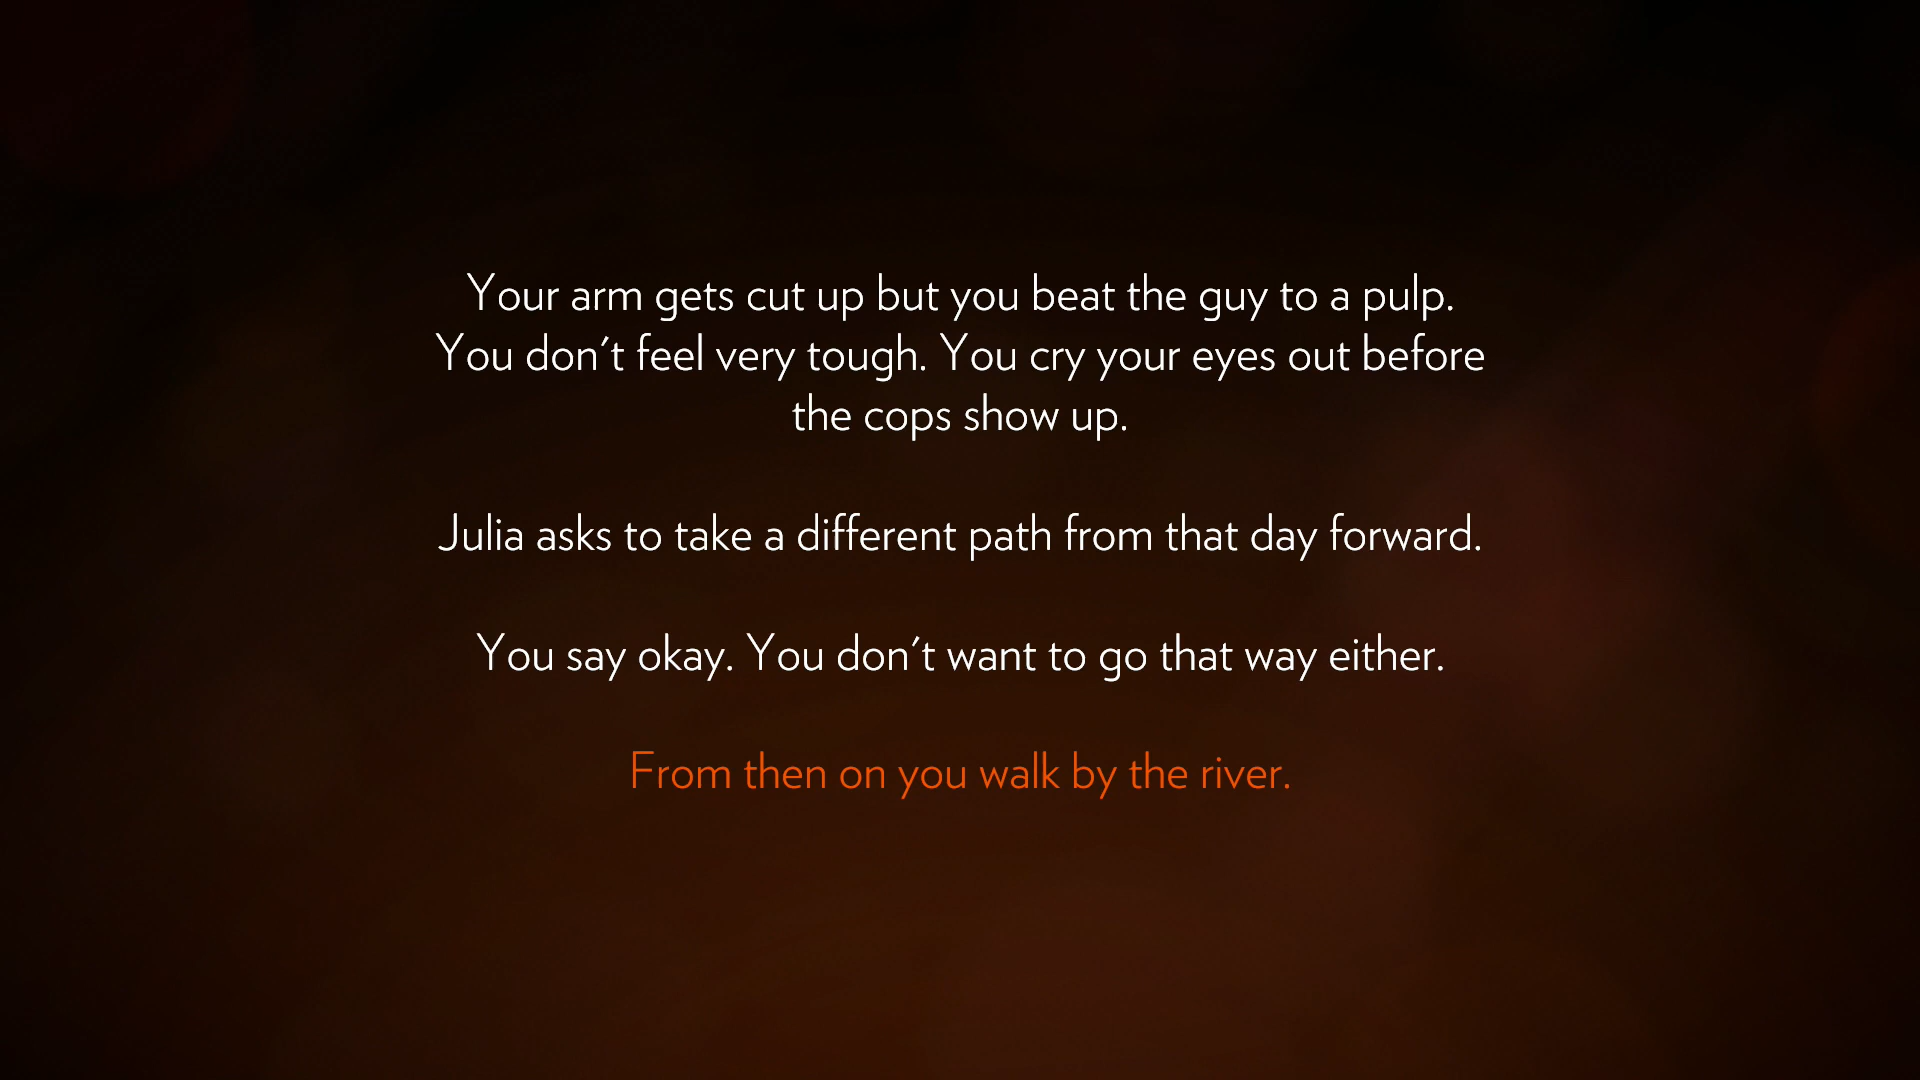 Your arm gets cut up but you beat the guy to a pulp.
You don't feel very tough. You cry your eyes out before
the cops show up.
Julia asks to take a different path from that day forward.
You say okay. You don't want to go that way either.
From then on you walk by the river.